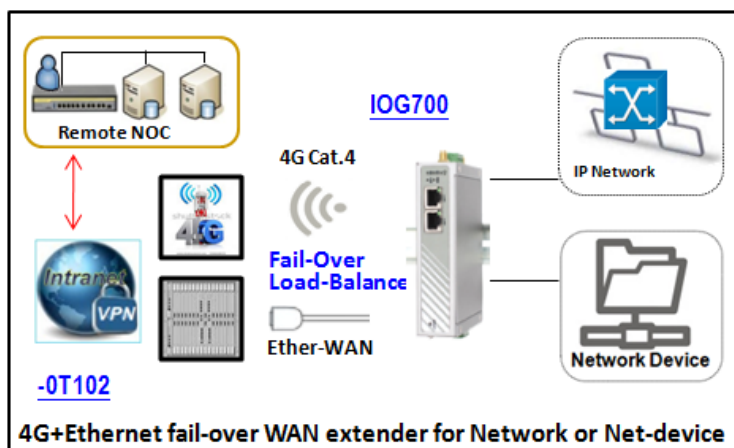 Remote NOC
IOG700
4G Cat.4
IP Network
4G
Intranet
VPN
Fail-Over
Load-Balance
Ether-WAN
Network Device
-0T102
4G+Ethernet fail-over WAN extender for Network or Net-device